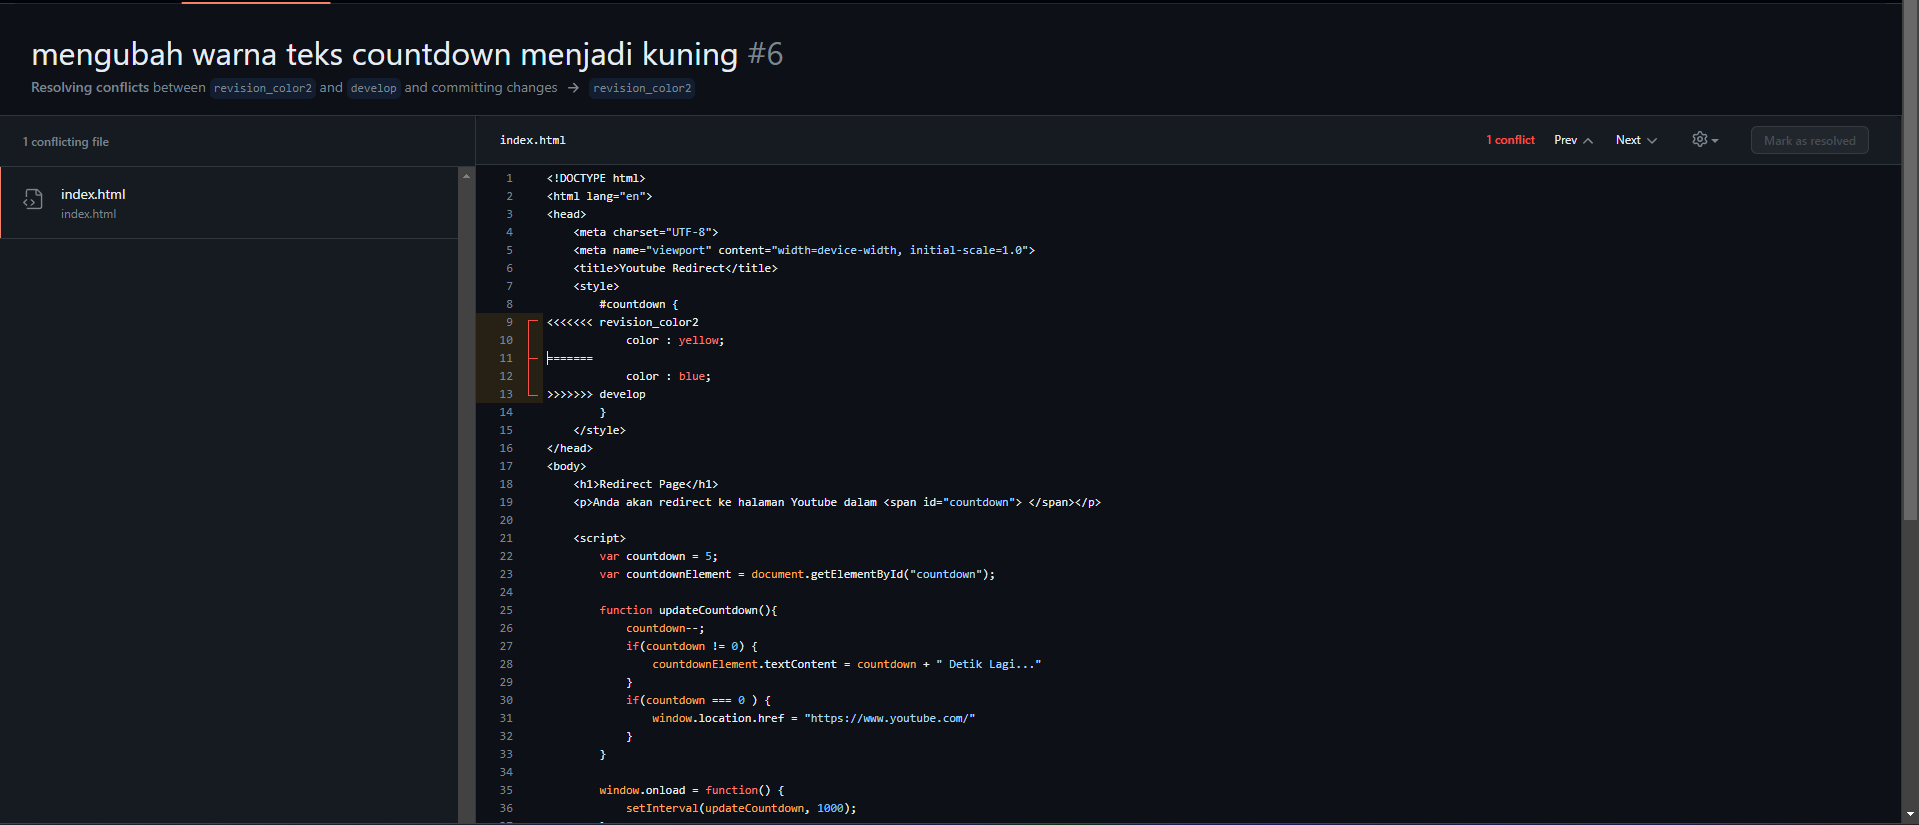 mengubah warna teks countdown menjadi kuning #6
Resolving conflicts between revision_color2 and develop and committing changes → revision_color2
1 conflicting file
index.html
index.html
index.html
1 conflict
Prev
Next
Mark as resolved
1 <!DOCTYPE html>
2 <html lang="en">
3 <head>
4     <meta charset="UTF-8">
5     <meta name="viewport" content="width=device-width, initial-scale=1.0">
6     <title>Youtube Redirect</title>
7     <style>
8         #countdown {
9 <<<<<<< revision_color2
10             color : yellow;
11 =======
12             color : blue;
13 >>>>>>> develop
14         }
15     </style>
16 </head>
17 <body>
18     <h1>Redirect Page</h1>
19     <p>Anda akan redirect ke halaman Youtube dalam <span id="countdown"> </span></p>
20
21     <script>
22         var countdown = 5;
23         var countdownElement = document.getElementById("countdown");
24
25         function updateCountdown(){
26             countdown--;
27             if(countdown != 0) {
28                 countdownElement.textContent = countdown + " Detik Lagi..."
29             }
30             if(countdown === 0 ) {
31                 window.location.href = "https://www.youtube.com/"
32             }
33         }
34
35         window.onload = function() {
36             setInterval(updateCountdown, 1000);